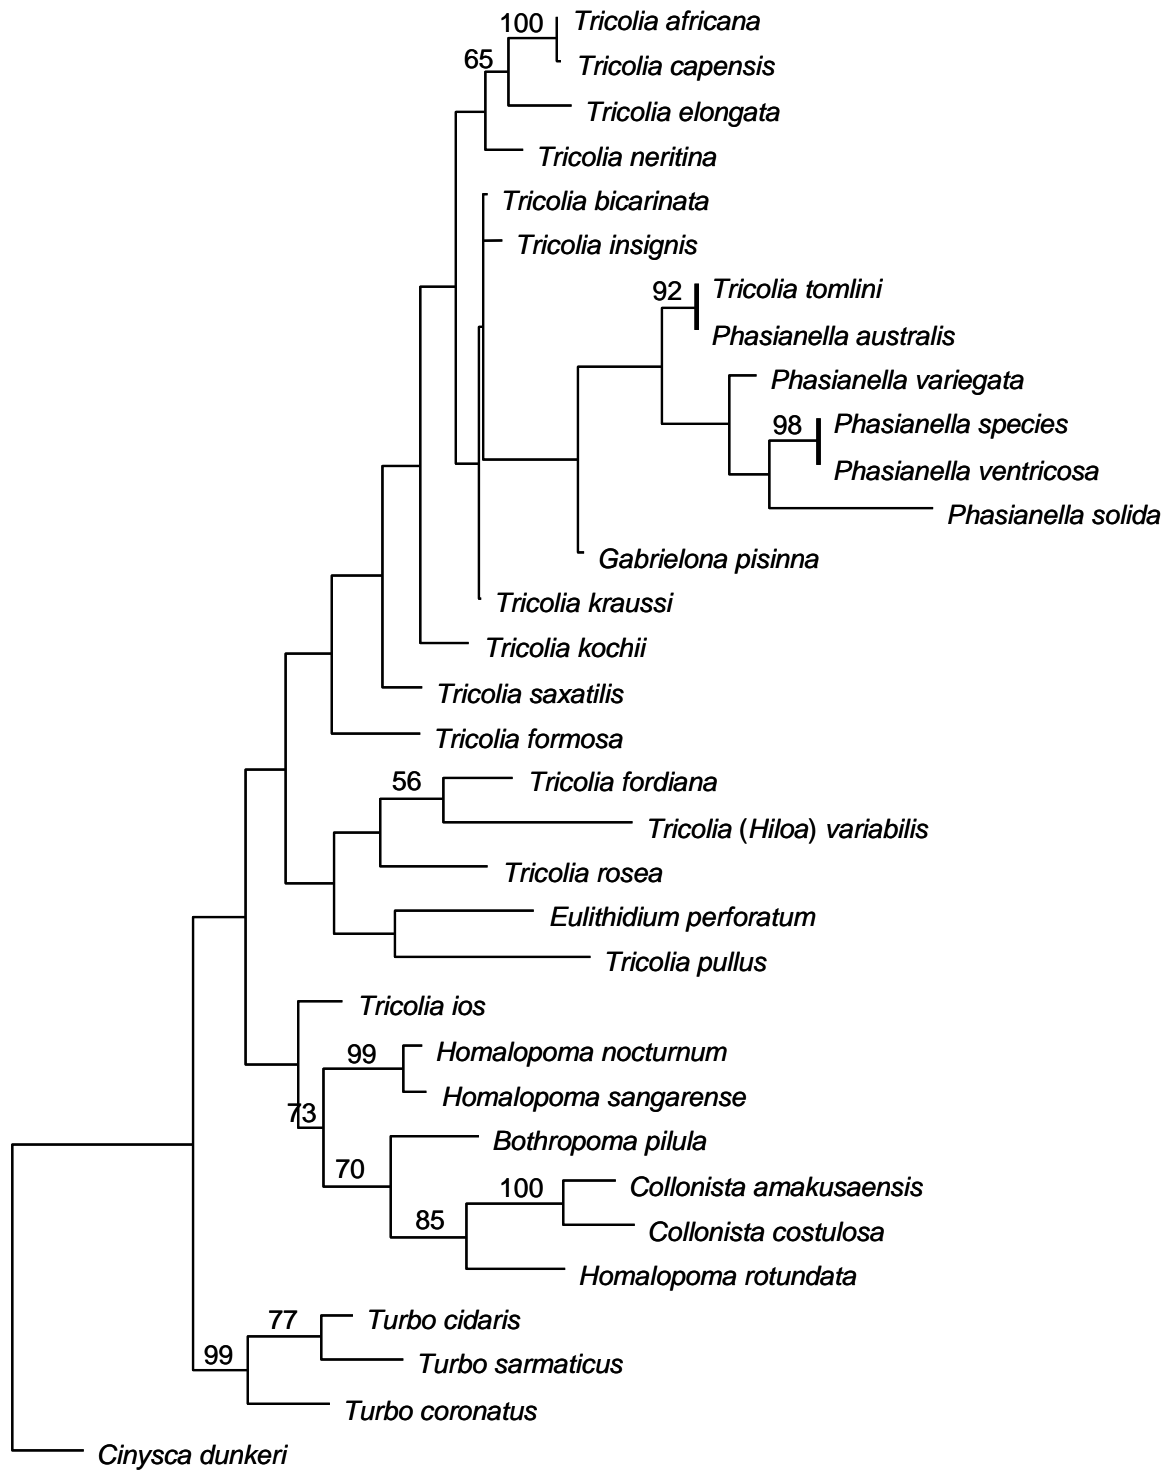 100 Tricolia africana
65 Tricolia capensis
Tricolia elongata
Tricolia neritina
Tricolia bicarinata
Tricolia insignis
92 Tricolia tomlini
Phasianella australis
Phasianella variegata
98 Phasianella species
Phasianella ventricosa
Phasianella solida
Gabrielona pisinna
Tricolia kraussi
Tricolia kochii
Tricolia saxatilis
Tricolia formosa
56 Tricolia fordiana
Tricolia (Hiloa) variabilis
Tricolia rosea
Eulithidium perforatum
Tricolia pullus
Tricolia ios
99 Homalopoma nocturnum
Homalopoma sangarense
73
Bothropoma pilula
70
100 Collonista amakusaensis
85 Collonista costulosa
Homalopoma rotundata
77 Turbo cidaris
99 Turbo sarmaticus
Turbo coronatus
Cinysca dunkeri